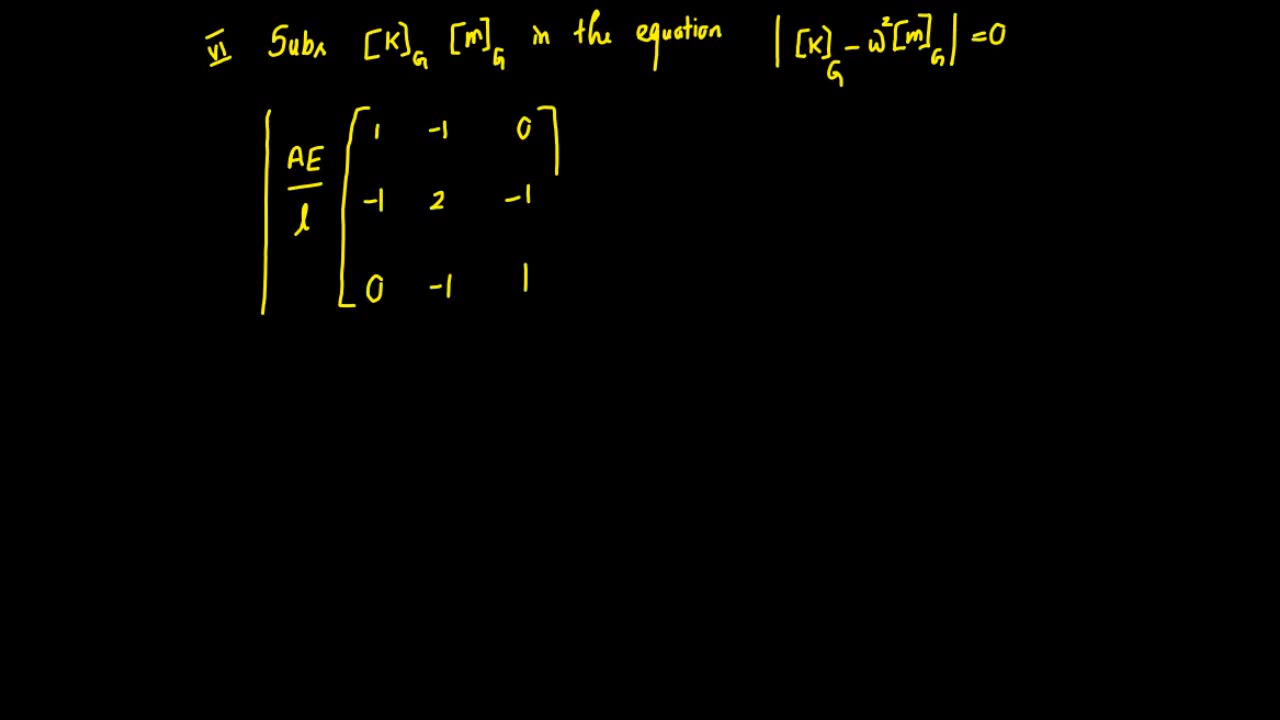 VI Subs [K]G [m]G in the equation | [K]G - ω²[m]G | = 0
| AE/l [ 1 -1 0 ]
-1 2 -1
0 -1 1